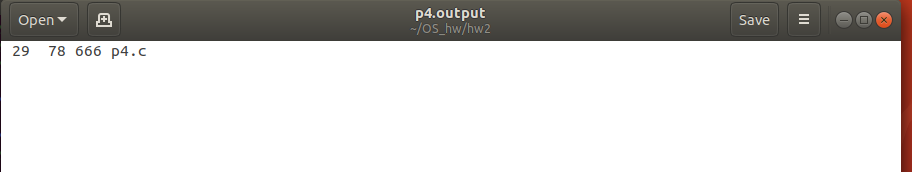 Open
p4.output
~/OS_hw/hw2
Save
29  78 666 p4.c